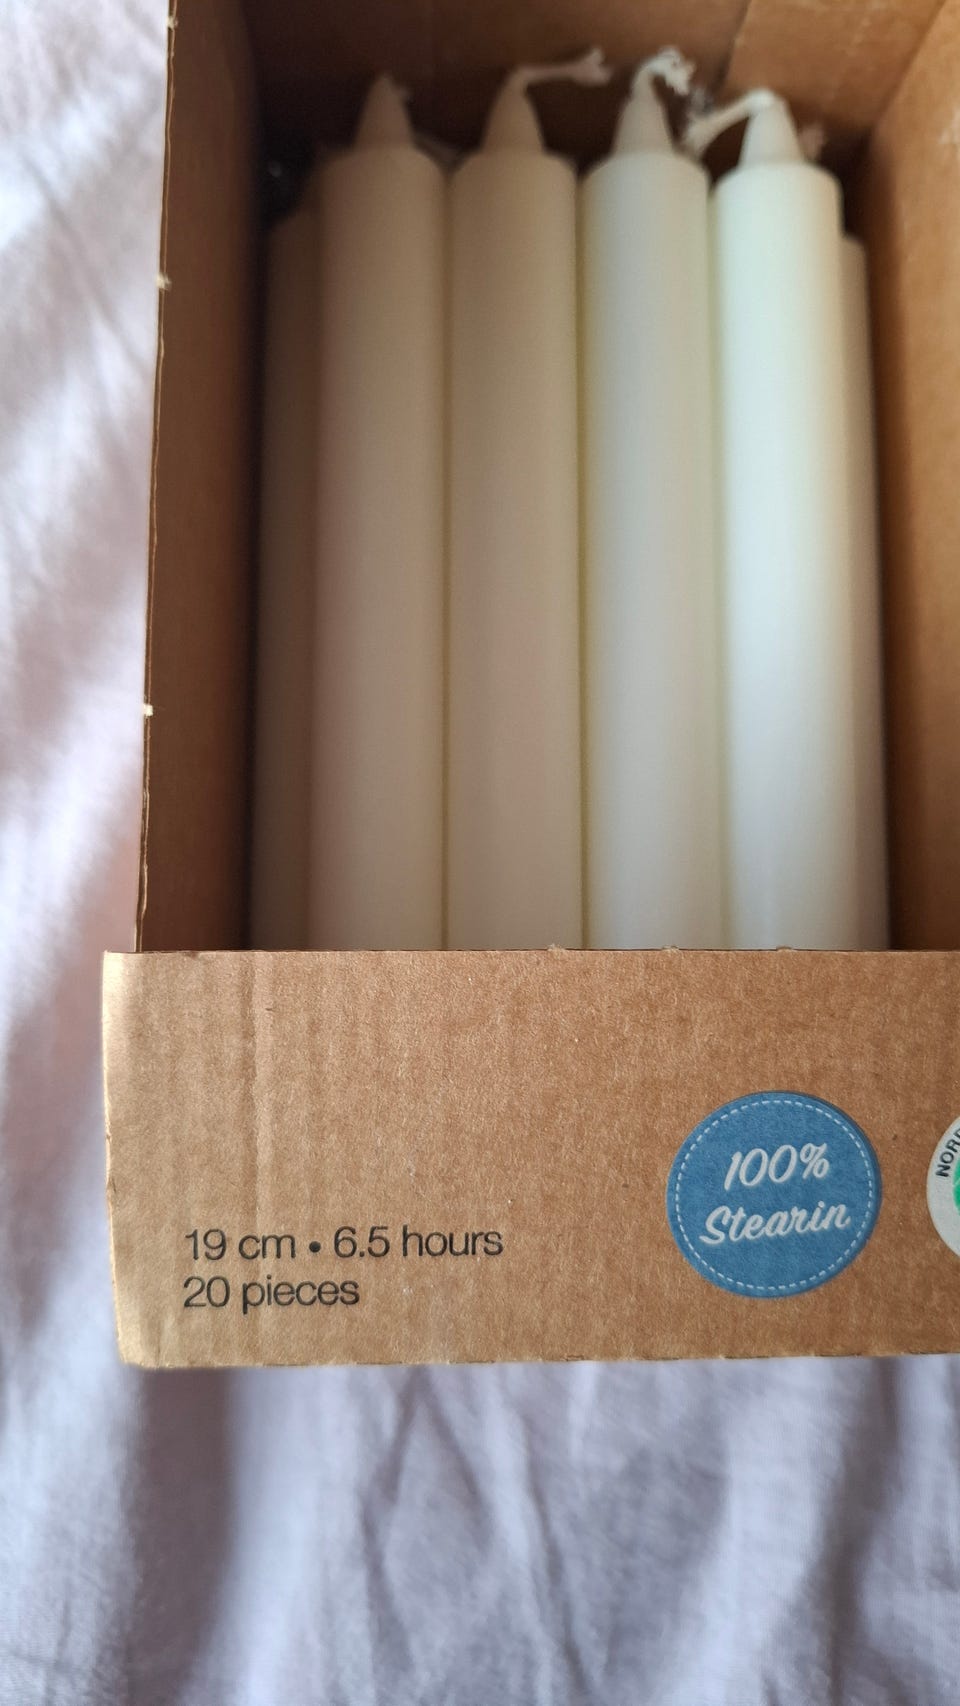 100%
Stearin
19 cm • 6.5 hours
20 pieces